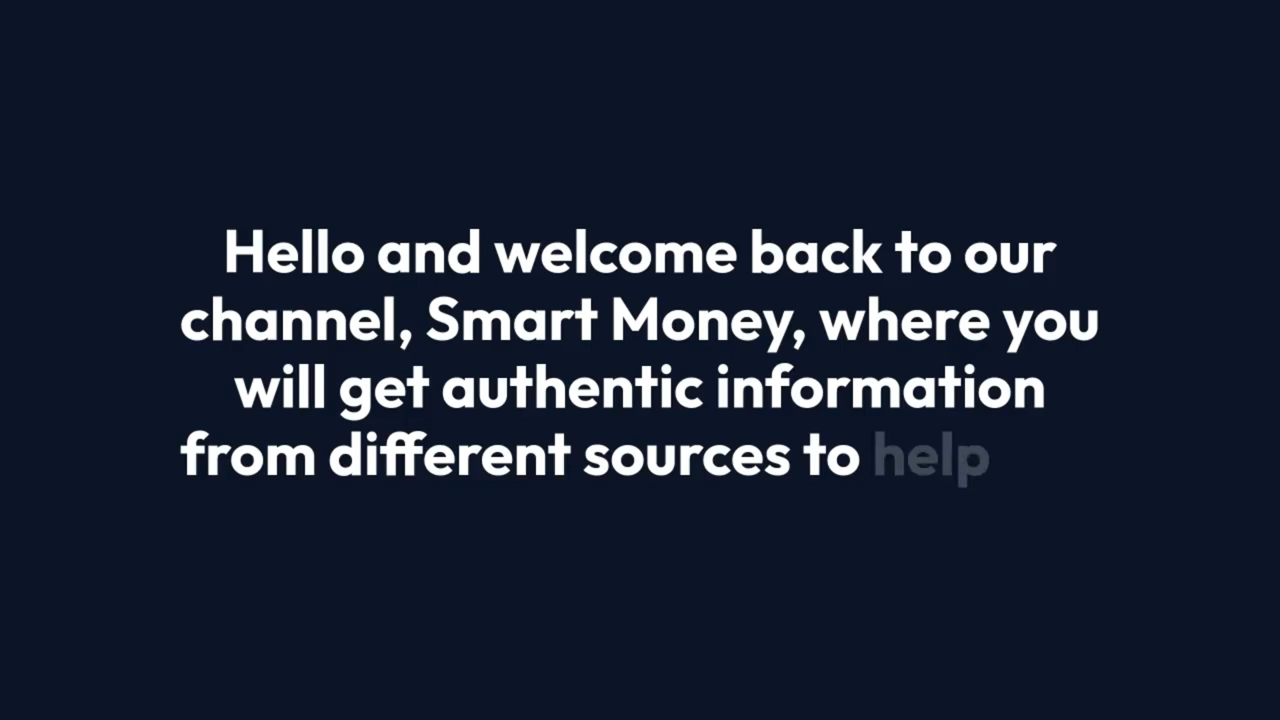 Hello and welcome back to our
channel, Smart Money, where you
will get authentic information
from different sources to help